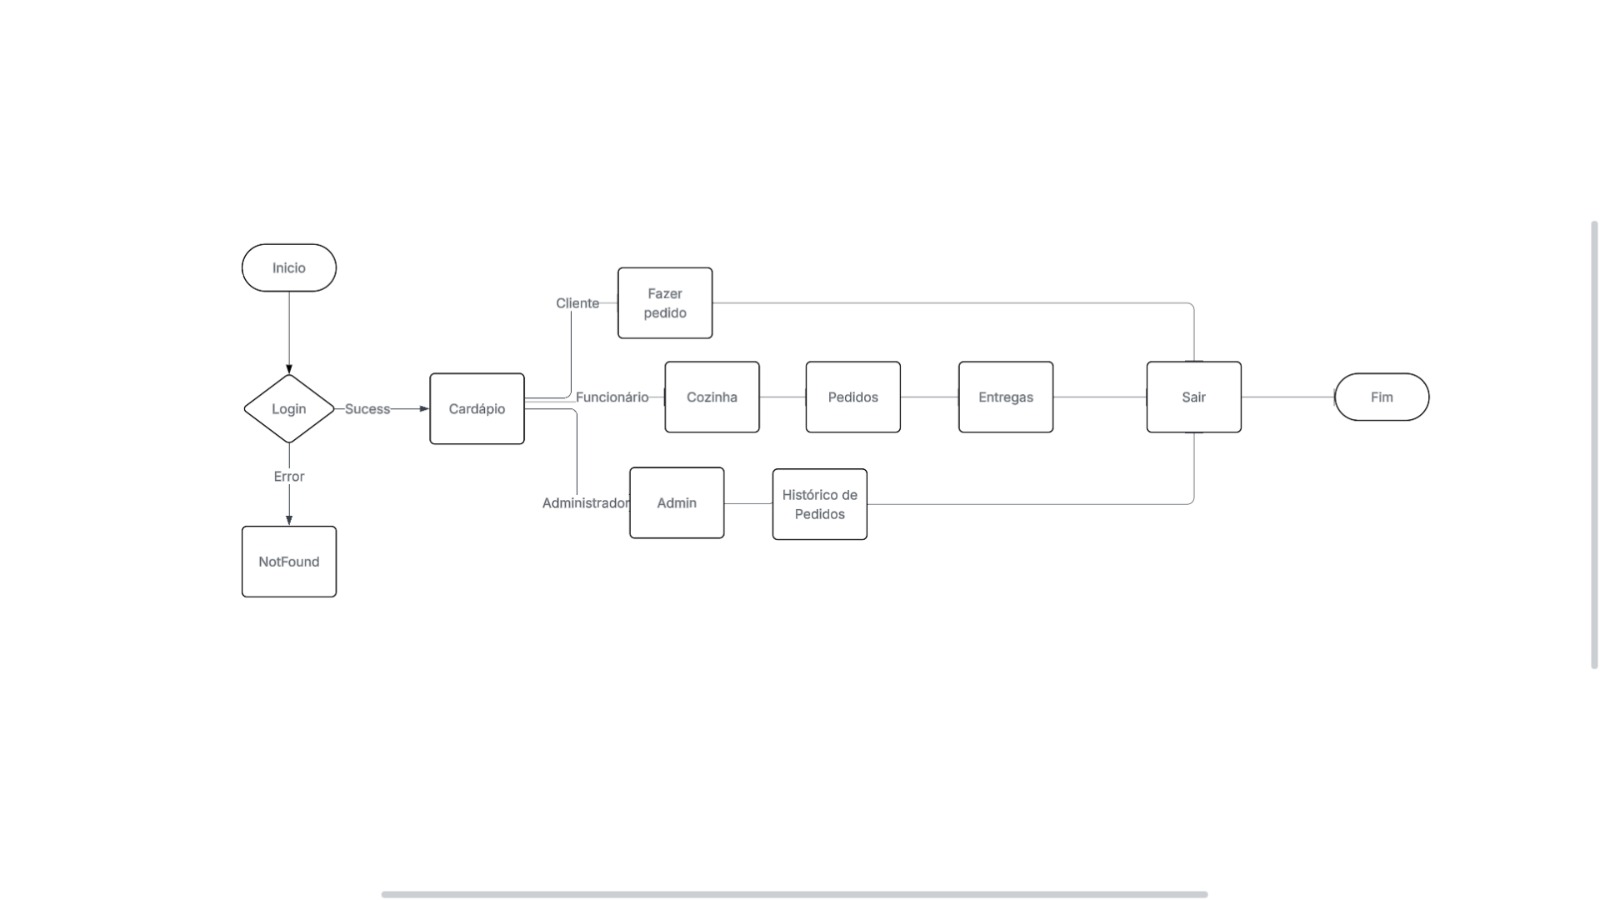 Inicio
Login
Sucess
Error
NotFound
Cardápio
Cliente
Fazer
pedido
Funcionário
Cozinha
Pedidos
Entregas
Sair
Fim
Administrador
Admin
Histórico de
Pedidos